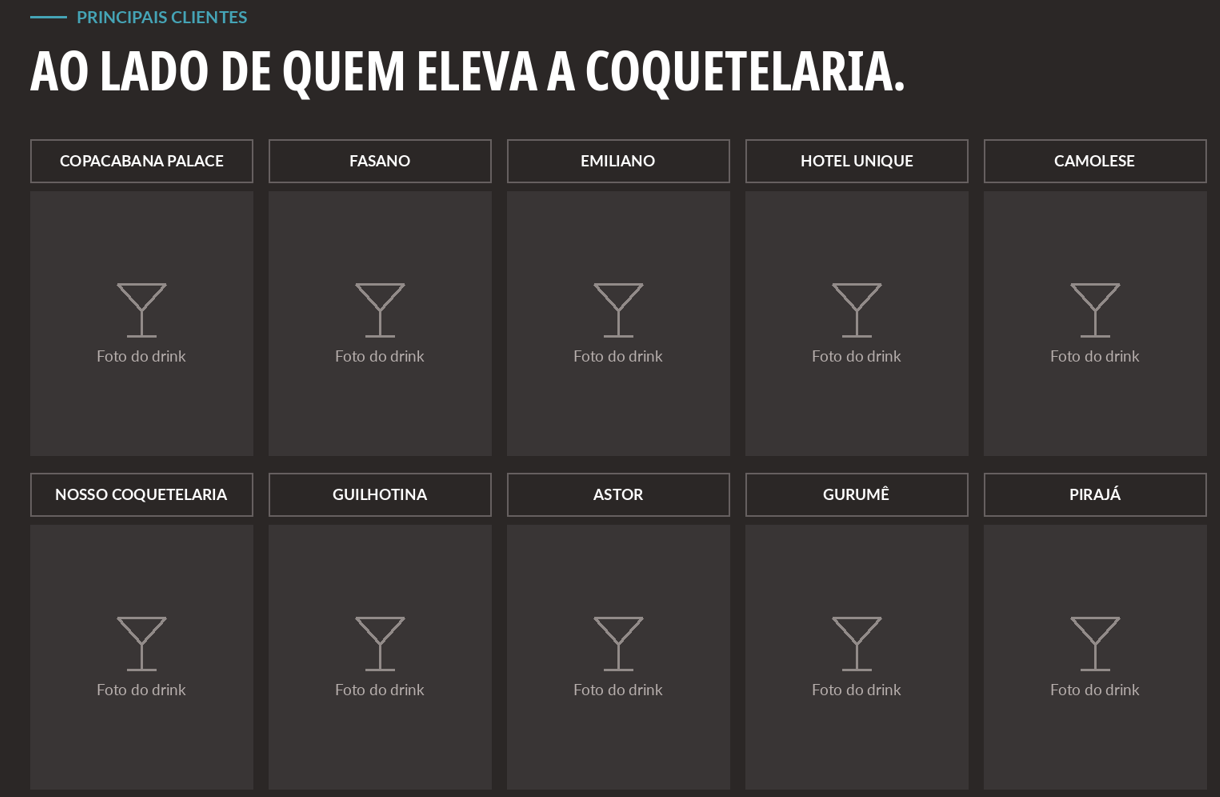 PRINCIPAIS CLIENTES
AO LADO DE QUEM ELEVA A COQUETELARIA.
COPACABANA PALACE
FASANO
EMILIANO
HOTEL UNIQUE
CAMOLESE
Foto do drink
Foto do drink
Foto do drink
Foto do drink
Foto do drink
NOSSO COQUETELARIA
GUILHOTINA
ASTOR
GURUMÊ
PIRAJÁ
Foto do drink
Foto do drink
Foto do drink
Foto do drink
Foto do drink